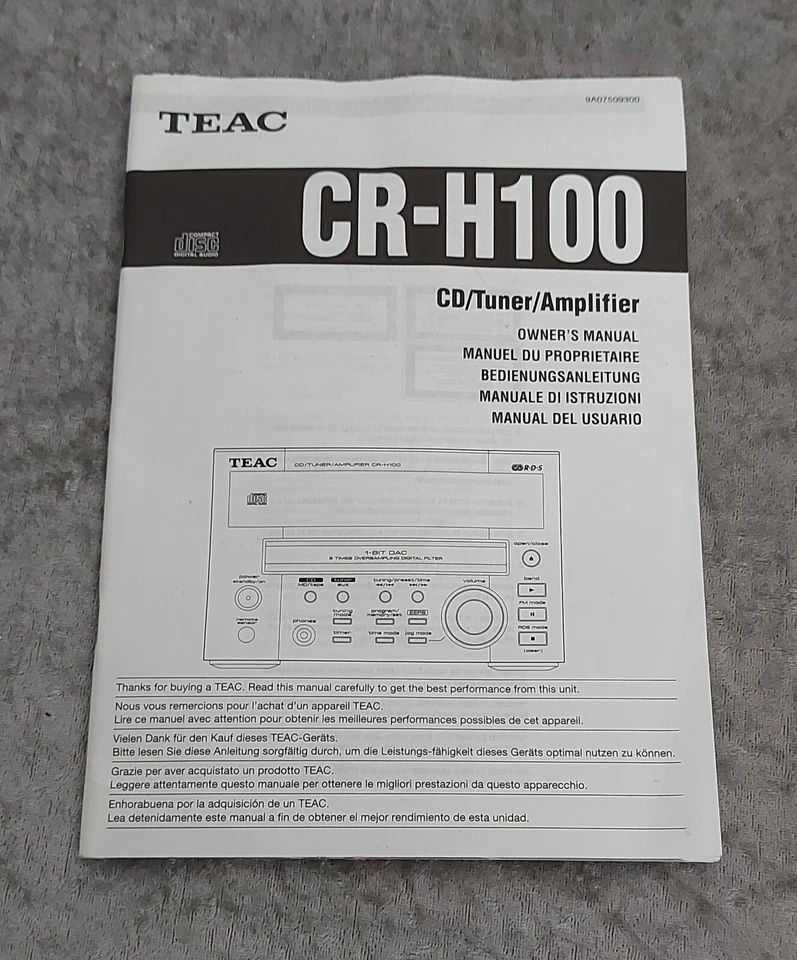 9A07509300
TEAC
CR-H100
COMPACT
disc
DIGITAL AUDIO
CD/Tuner/Amplifier
OWNER'S MANUAL
MANUEL DU PROPRIETAIRE
BEDIENUNGSANLEITUNG
MANUALE DI ISTRUZIONI
MANUAL DEL USUARIO
TEAC CD/TUNER/AMPLIFIER CR-H100 R·D·S
disc
1-BIT DAC
8 TIMES OVERSAMPLING DIGITAL FILTER
open/close
power
standby/on
CD
MD/tape
tuner
aux
tuning/preset/time
volume
band
FM mode
RDS mode
(clear)
remote
sensor
phones
tuning
mode
program/
memory/set
timer
time mode
jog mode
Thanks for buying a TEAC. Read this manual carefully to get the best performance from this unit.
Nous vous remercions pour l'achat d'un appareil TEAC.
Lire ce manuel avec attention pour obtenir les meilleures performances possibles de cet appareil.
Vielen Dank für den Kauf dieses TEAC-Geräts.
Bitte lesen Sie diese Anleitung sorgfältig durch, um die Leistungs-fähigkeit dieses Geräts optimal nutzen zu können.
Grazie per aver acquistato un prodotto TEAC.
Leggere attentamente questo manuale per ottenere le migliori prestazioni da questo apparecchio.
Enhorabuena por la adquisición de un TEAC.
Lea detenidamente este manual a fin de obtener el mejor rendimiento de esta unidad.